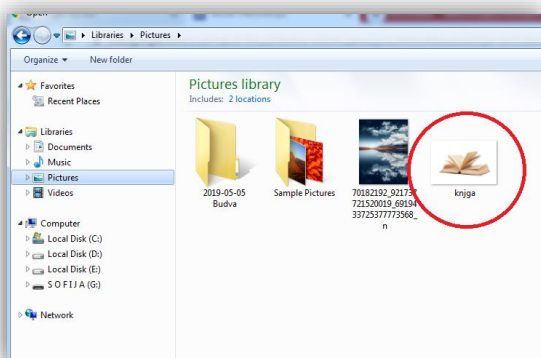 Open
Libraries Pictures
Organize New folder
Favorites
Recent Places
Libraries
Documents
Music
Pictures
Videos
Computer
Local Disk (C:)
Local Disk (D:)
Local Disk (E:)
S O F I J A (G:)
Network
Pictures library
Includes: 2 locations
2019-05-05
Budva
Sample Pictures
70182192_921737
721520019_69194
33725377773568_
n
knjga